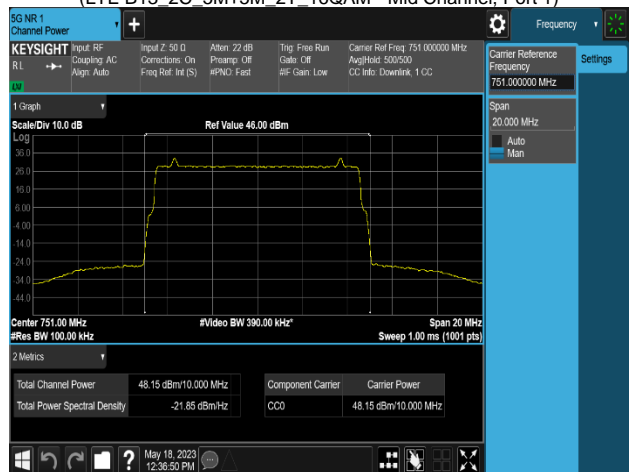 (LTE B13_2C_5M+5M_2T_16QAM - Mid Channel, Port 1)
5G NR 1
Channel Power
+
Frequency
KEYSIGHT
RL
Input: RF
Coupling: AC
Align: Auto
Input Z: 50 Ω
Corrections: On
Freq Ref: Int (S)
Atten: 22 dB
Preamp: Off
#PNO: Fast
Trig: Free Run
Gate: Off
#IF Gain: Low
Carrier Ref Freq: 751.000000 MHz
Avg|Hold: 500/500
CC Info: Downlink, 1 CC
Carrier Reference
Frequency
751.000000 MHz
Settings
Span
20.000 MHz
Auto
Man
1 Graph
Scale/Div 10.0 dB
Ref Value 46.00 dBm
Log
36.0
26.0
16.0
6.00
-4.00
-14.0
-24.0
-34.0
-44.0
Center 751.00 MHz
#Video BW 390.00 kHz*
Span 20 MHz
#Res BW 100.00 kHz
Sweep 1.00 ms (1001 pts)
2 Metrics
Total Channel Power 48.15 dBm/10.000 MHz
Total Power Spectral Density -21.85 dBm/Hz
Component Carrier Carrier Power
CC0 48.15 dBm/10.000 MHz
?
May 18, 2023
12:36:50 PM